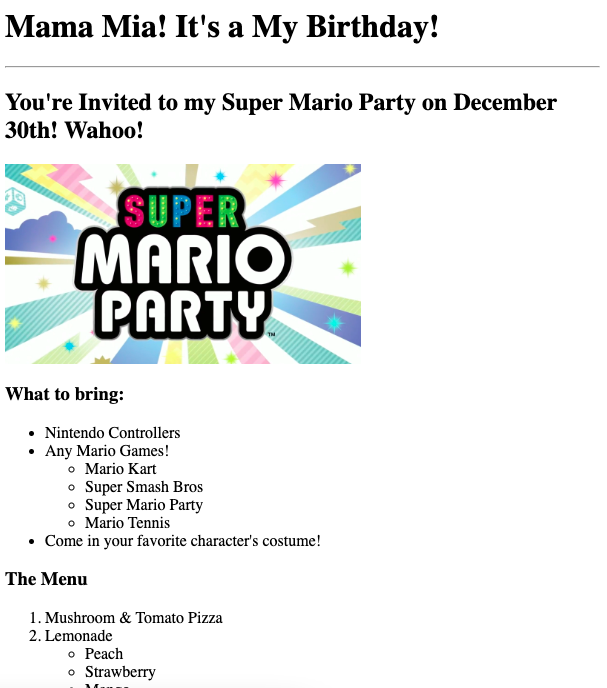 Mama Mia! It's a My Birthday!
You're Invited to my Super Mario Party on December
30th! Wahoo!
SUPER
MARIO
PARTY
TM
What to bring:
Nintendo Controllers
Any Mario Games!
Mario Kart
Super Smash Bros
Super Mario Party
Mario Tennis
Come in your favorite character's costume!
The Menu
1. Mushroom & Tomato Pizza
2. Lemonade
Peach
Strawberry